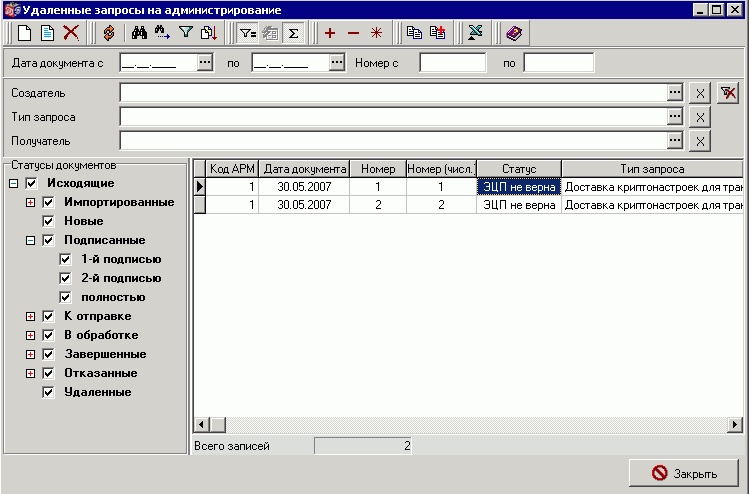 Удаленные запросы на администрирование
Дата документа с __.__.____ ... по __.__.____ ... Номер с по
Создатель ... X
Тип запроса ... X
Получатель ... X
Статусы документов
Исходящие
Импортированные
Новые
Подписанные
1-й подписью
2-й подписью
полностью
К отправке
В обработке
Завершенные
Отказанные
Удаленные
Код АРМ Дата документа Номер Номер (числ. Статус Тип запроса
1 30.05.2007 1 1 ЭЦП не верна Доставка криптонастроек для тран
1 30.05.2007 2 2 ЭЦП не верна Доставка криптонастроек для тран
Всего записей 2
Закрыть